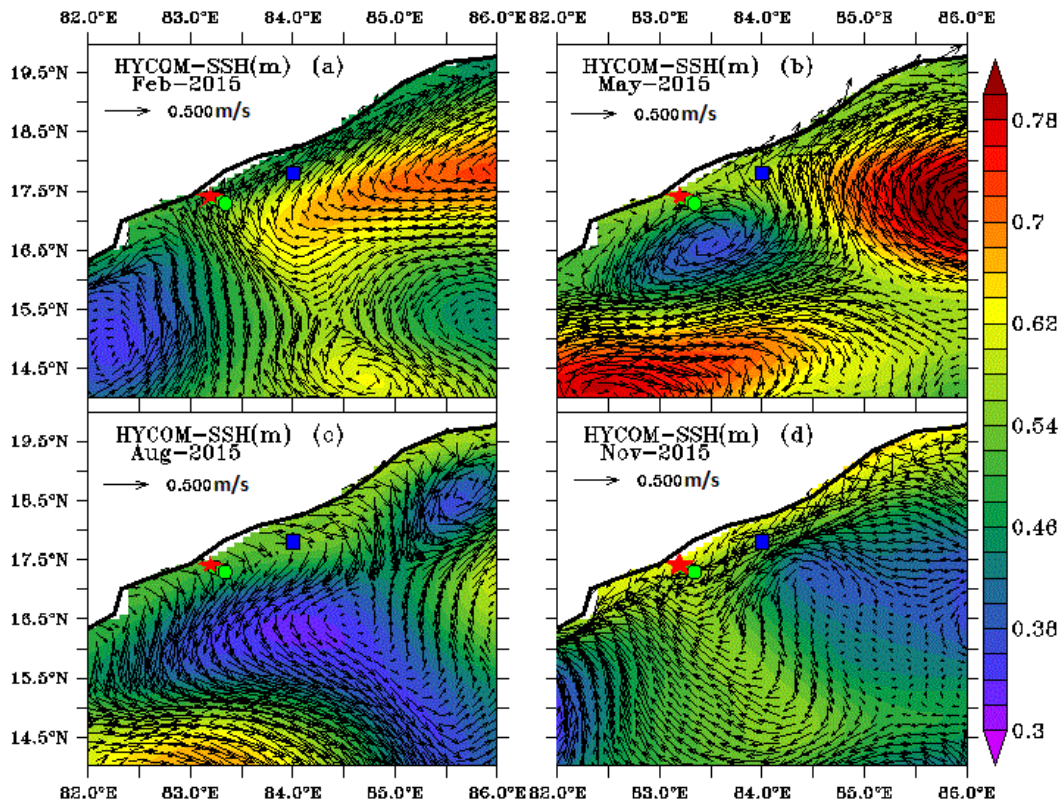 82.0°E 83.0°E 84.0°E 85.0°E 86.0°E 82.0°E 83.0°E 84.0°E 85.0°E 86.0°E
HYCOM-SSH(m) (a)
Feb-2015
0.500m/s
HYCOM-SSH(m) (b)
May-2015
0.500m/s
19.5°N
18.5°N
17.5°N
16.5°N
15.5°N
14.5°N
HYCOM-SSH(m) (c)
Aug-2015
0.500m/s
HYCOM-SSH(m) (d)
Nov-2015
0.500m/s
19.5°N
18.5°N
17.5°N
16.5°N
15.5°N
14.5°N
82.0°E 83.0°E 84.0°E 85.0°E 86.0°E 82.0°E 83.0°E 84.0°E 85.0°E 86.0°E
0.78
0.7
0.62
0.54
0.46
0.38
0.3